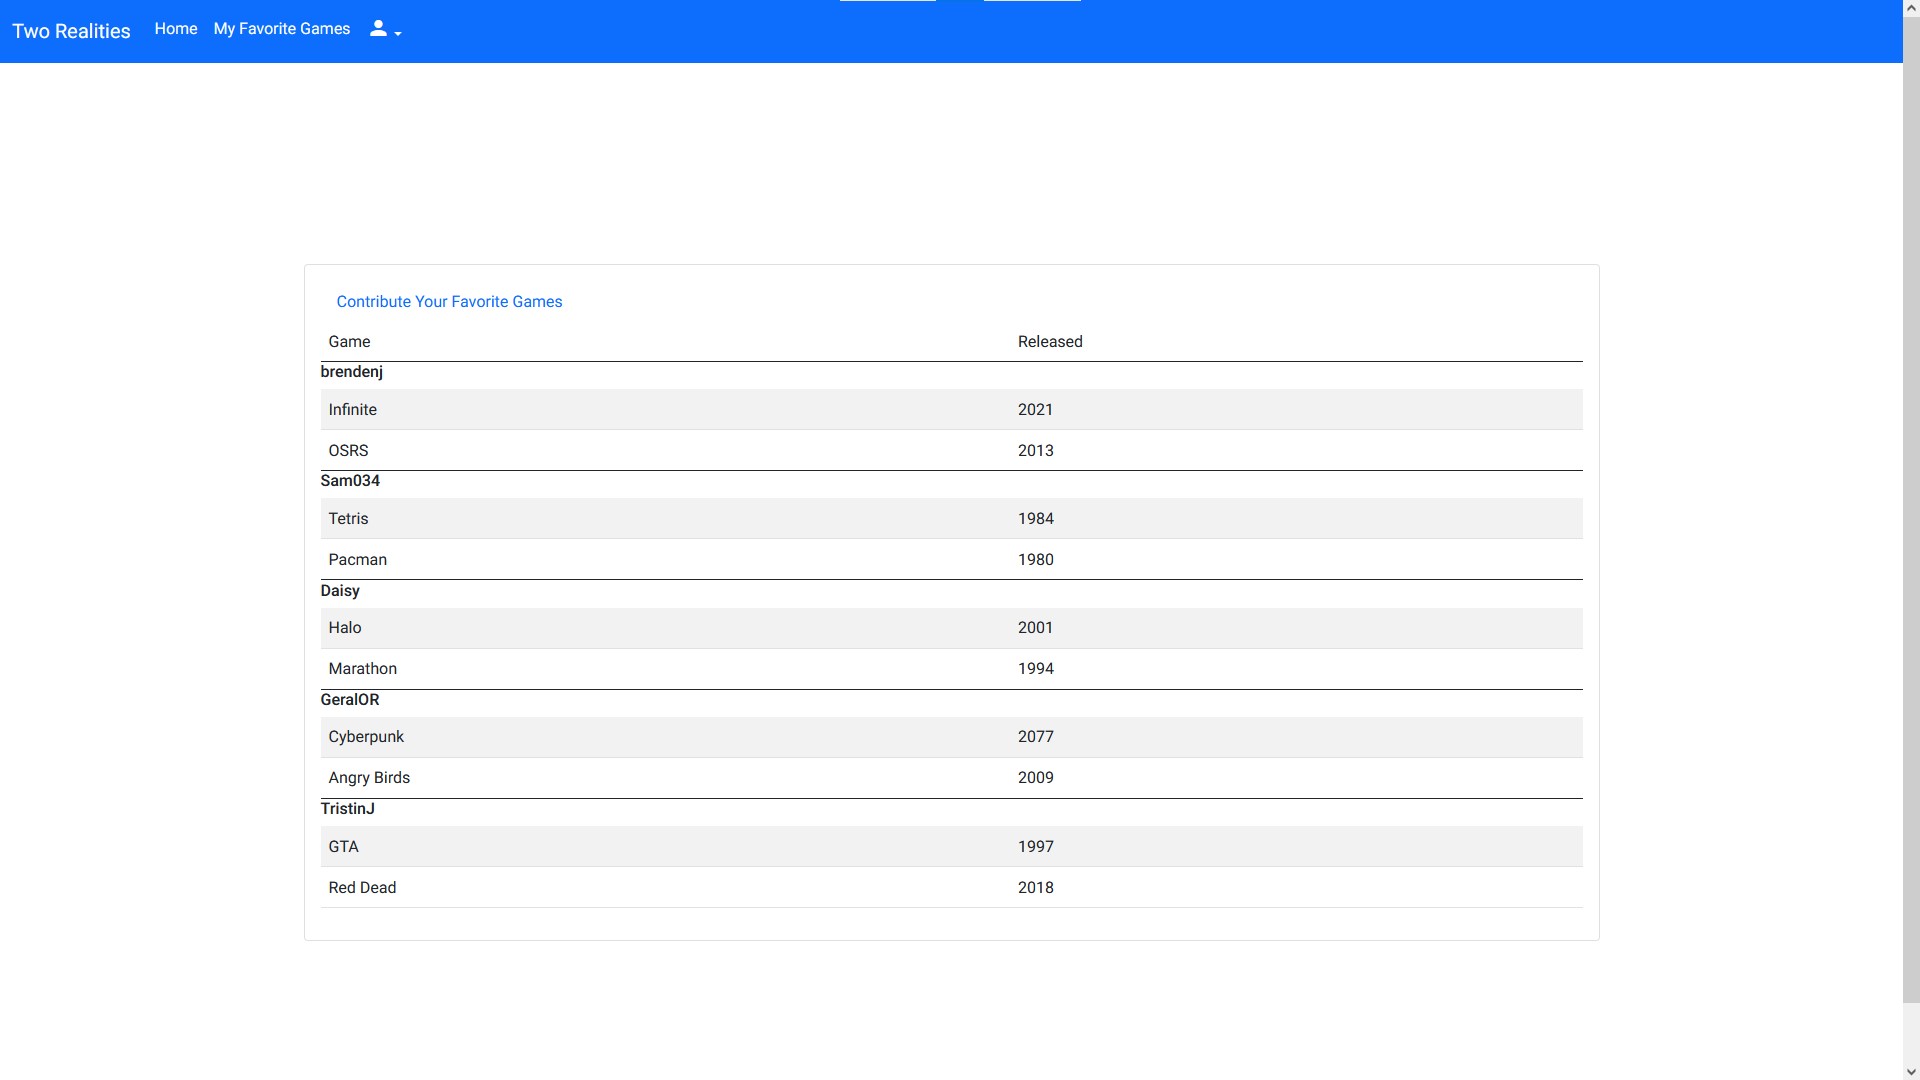 Two Realities Home My Favorite Games
Contribute Your Favorite Games
Game Released
brendenj
Infinite 2021
OSRS 2013
Sam034
Tetris 1984
Pacman 1980
Daisy
Halo 2001
Marathon 1994
GeralOR
Cyberpunk 2077
Angry Birds 2009
TristinJ
GTA 1997
Red Dead 2018